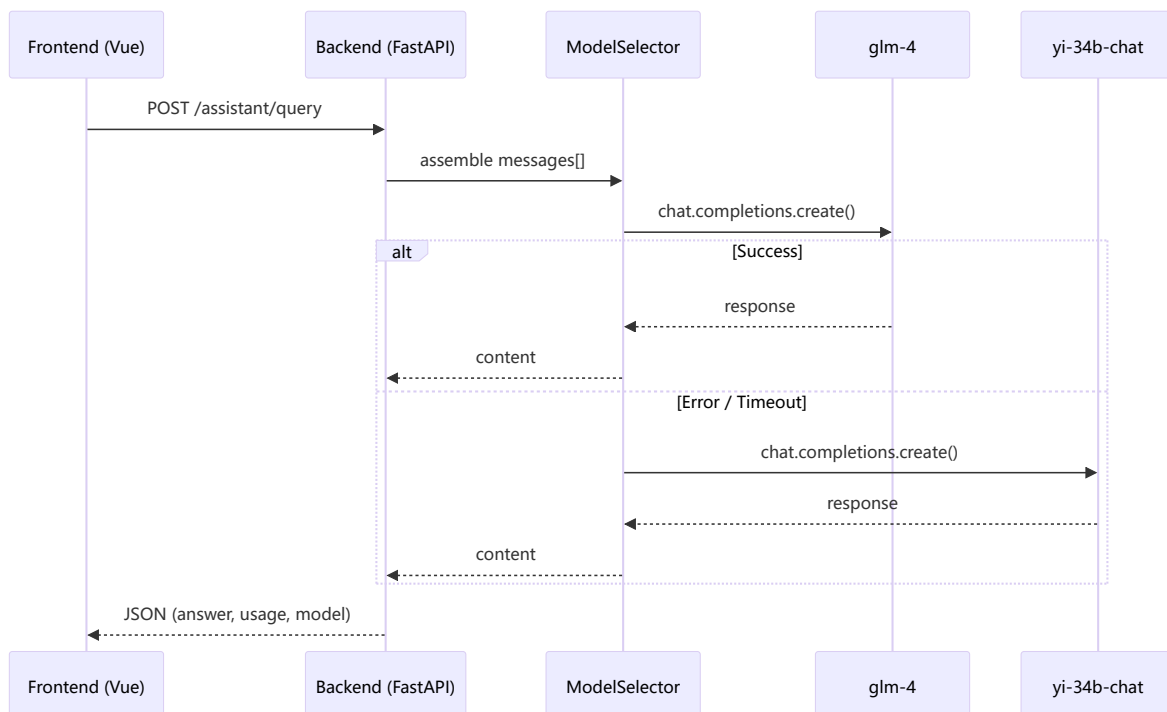 Frontend (Vue)
Backend (FastAPI)
ModelSelector
glm-4
yi-34b-chat
POST /assistant/query
assemble messages[]
chat.completions.create()
alt
[Success]
response
content
[Error / Timeout]
chat.completions.create()
response
content
JSON (answer, usage, model)
Frontend (Vue)
Backend (FastAPI)
ModelSelector
glm-4
yi-34b-chat